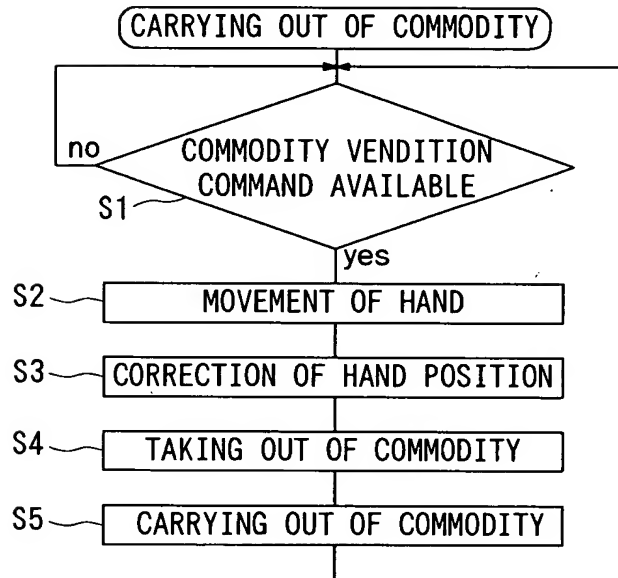 CARRYING OUT OF COMMODITY
no
COMMODITY VENDITION
COMMAND AVAILABLE
S1
yes
S2
MOVEMENT OF HAND
S3
CORRECTION OF HAND POSITION
S4
TAKING OUT OF COMMODITY
S5
CARRYING OUT OF COMMODITY